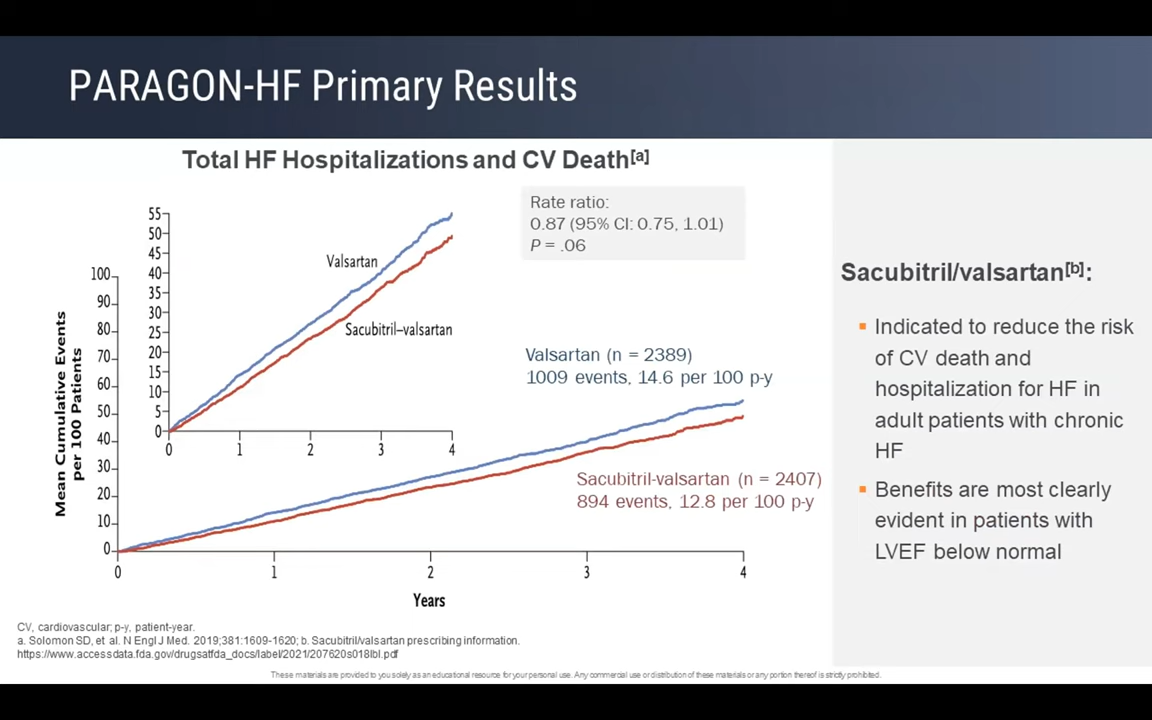 PARAGON-HF Primary Results
Total HF Hospitalizations and CV Death[a]
Rate ratio:
0.87 (95% CI: 0.75, 1.01)
P = .06
55
50
45
40
35
30
25
20
15
10
5
0
0
1
2
3
4
Valsartan
Sacubitril–valsartan
Mean Cumulative Events
per 100 Patients
100
90
80
70
60
50
40
30
20
10
0
0
1
2
3
4
Years
Valsartan (n = 2389)
1009 events, 14.6 per 100 p-y
Sacubitril-valsartan (n = 2407)
894 events, 12.8 per 100 p-y
Sacubitril/valsartan[b]:
Indicated to reduce the risk
of CV death and
hospitalization for HF in
adult patients with chronic
HF
Benefits are most clearly
evident in patients with
LVEF below normal
CV, cardiovascular; p-y, patient-year.
a. Solomon SD, et al. N Engl J Med. 2019;381:1609-1620; b. Sacubitril/valsartan prescribing information.
https://www.accessdata.fda.gov/drugsatfda_docs/label/2021/207620s018lbl.pdf
These materials are provided to you solely as an educational resource for your personal use. Any commercial use or distribution of these materials or any portion thereof is strictly prohibited.